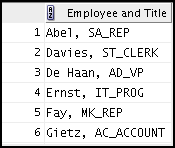 Employee and Title
1 Abel, SA_REP
2 Davies, ST_CLERK
3 De Haan, AD_VP
4 Ernst, IT_PROG
5 Fay, MK_REP
6 Gietz, AC_ACCOUNT